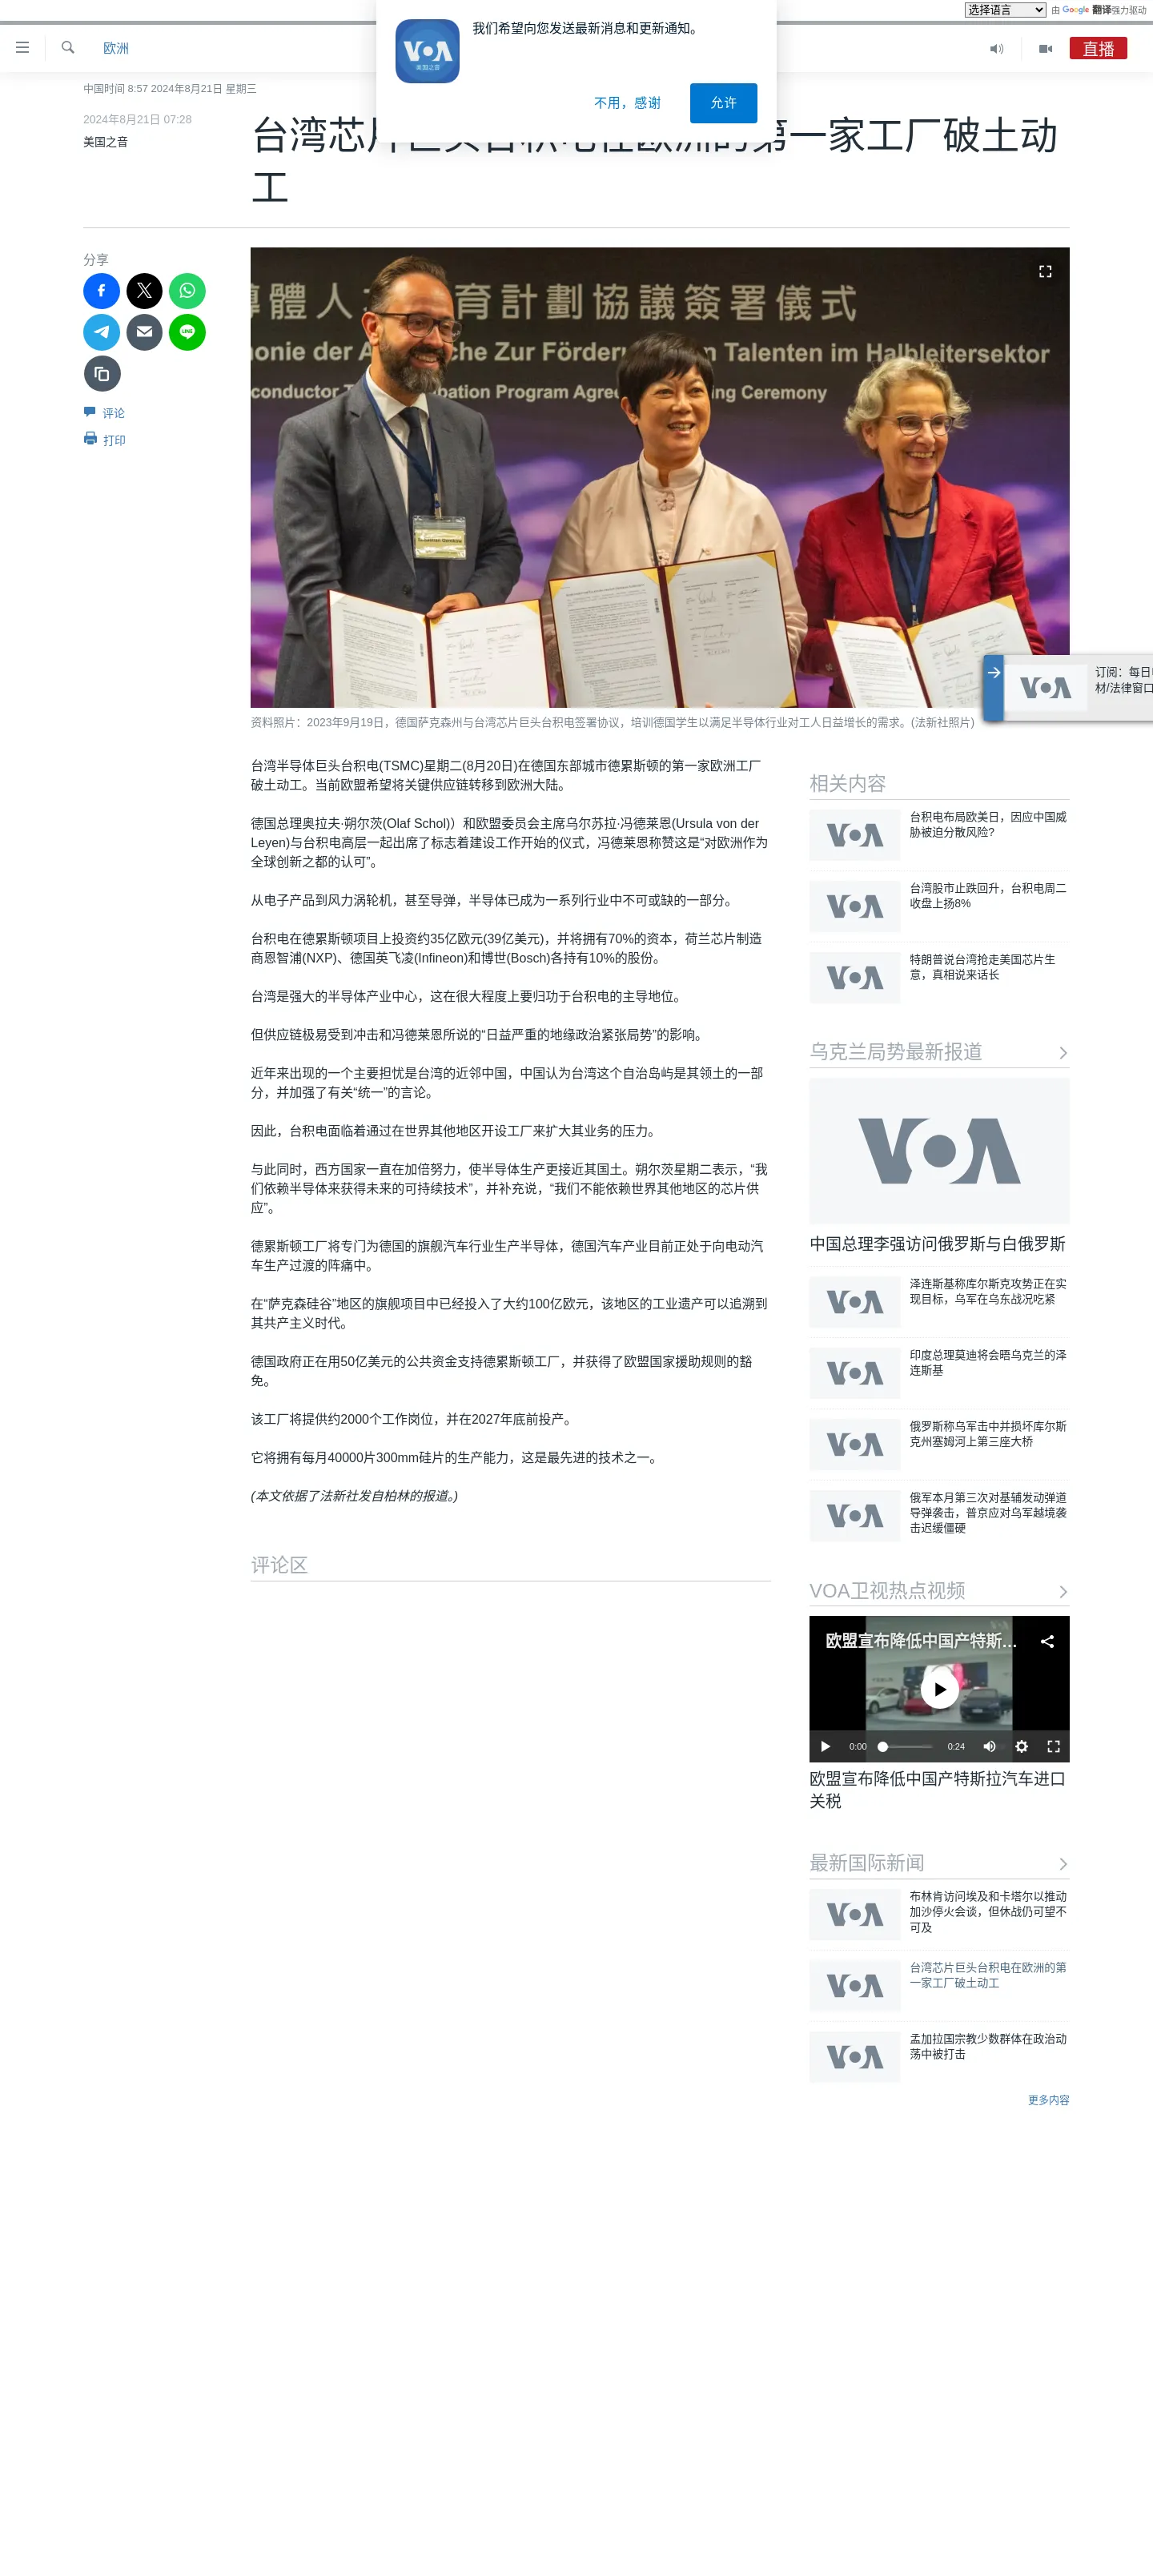 选择语言
由 Google 翻译强力驱动
我们希望向您发送最新消息和更新通知。
VOA
美国之音
不用，感谢
允许
欧洲
直播
中国时间 8:57 2024年8月21日 星期三
2024年8月21日 07:28
美国之音
台湾芯片巨头台积电在欧洲的第一家工厂破土动
工
分享
LINE
评论
打印
導體人 育計劃協議簽署儀式
onie der A che Zur Förder n Talenten im Halbleitersektor
conductor T pation Program Agre ng Ceremony
资料照片：2023年9月19日，德国萨克森州与台湾芯片巨头台积电签署协议，培训德国学生以满足半导体行业对工人日益增长的需求。(法新社照片)
VOA
订阅：每日
材/法律窗口
台湾半导体巨头台积电(TSMC)星期二(8月20日)在德国东部城市德累斯顿的第一家欧洲工厂
破土动工。当前欧盟希望将关键供应链转移到欧洲大陆。
德国总理奥拉夫·朔尔茨(Olaf Schol)）和欧盟委员会主席乌尔苏拉·冯德莱恩(Ursula von der
Leyen)与台积电高层一起出席了标志着建设工作开始的仪式，冯德莱恩称赞这是“对欧洲作为
全球创新之都的认可”。
从电子产品到风力涡轮机，甚至导弹，半导体已成为一系列行业中不可或缺的一部分。
台积电在德累斯顿项目上投资约35亿欧元(39亿美元)，并将拥有70%的资本，荷兰芯片制造
商恩智浦(NXP)、德国英飞凌(Infineon)和博世(Bosch)各持有10%的股份。
台湾是强大的半导体产业中心，这在很大程度上要归功于台积电的主导地位。
但供应链极易受到冲击和冯德莱恩所说的“日益严重的地缘政治紧张局势”的影响。
近年来出现的一个主要担忧是台湾的近邻中国，中国认为台湾这个自治岛屿是其领土的一部
分，并加强了有关“统一”的言论。
因此，台积电面临着通过在世界其他地区开设工厂来扩大其业务的压力。
与此同时，西方国家一直在加倍努力，使半导体生产更接近其国土。朔尔茨星期二表示，“我
们依赖半导体来获得未来的可持续技术”，并补充说，“我们不能依赖世界其他地区的芯片供
应”。
德累斯顿工厂将专门为德国的旗舰汽车行业生产半导体，德国汽车产业目前正处于向电动汽
车生产过渡的阵痛中。
在“萨克森硅谷”地区的旗舰项目中已经投入了大约100亿欧元，该地区的工业遗产可以追溯到
其共产主义时代。
德国政府正在用50亿美元的公共资金支持德累斯顿工厂，并获得了欧盟国家援助规则的豁
免。
该工厂将提供约2000个工作岗位，并在2027年底前投产。
它将拥有每月40000片300mm硅片的生产能力，这是最先进的技术之一。
(本文依据了法新社发自柏林的报道。)
评论区
相关内容
VOA
台积电布局欧美日，因应中国威
胁被迫分散风险?
VOA
台湾股市止跌回升，台积电周二
收盘上扬8%
VOA
特朗普说台湾抢走美国芯片生
意，真相说来话长
乌克兰局势最新报道
VOA
中国总理李强访问俄罗斯与白俄罗斯
VOA
泽连斯基称库尔斯克攻势正在实
现目标，乌军在乌东战况吃紧
VOA
印度总理莫迪将会晤乌克兰的泽
连斯基
VOA
俄罗斯称乌军击中并损坏库尔斯
克州塞姆河上第三座大桥
VOA
俄军本月第三次对基辅发动弹道
导弹袭击，普京应对乌军越境袭
击迟缓僵硬
VOA卫视热点视频
欧盟宣布降低中国产特斯...
0:00
0:24
欧盟宣布降低中国产特斯拉汽车进口
关税
最新国际新闻
VOA
布林肯访问埃及和卡塔尔以推动
加沙停火会谈，但休战仍可望不
可及
VOA
台湾芯片巨头台积电在欧洲的第
一家工厂破土动工
VOA
孟加拉国宗教少数群体在政治动
荡中被打击
更多内容